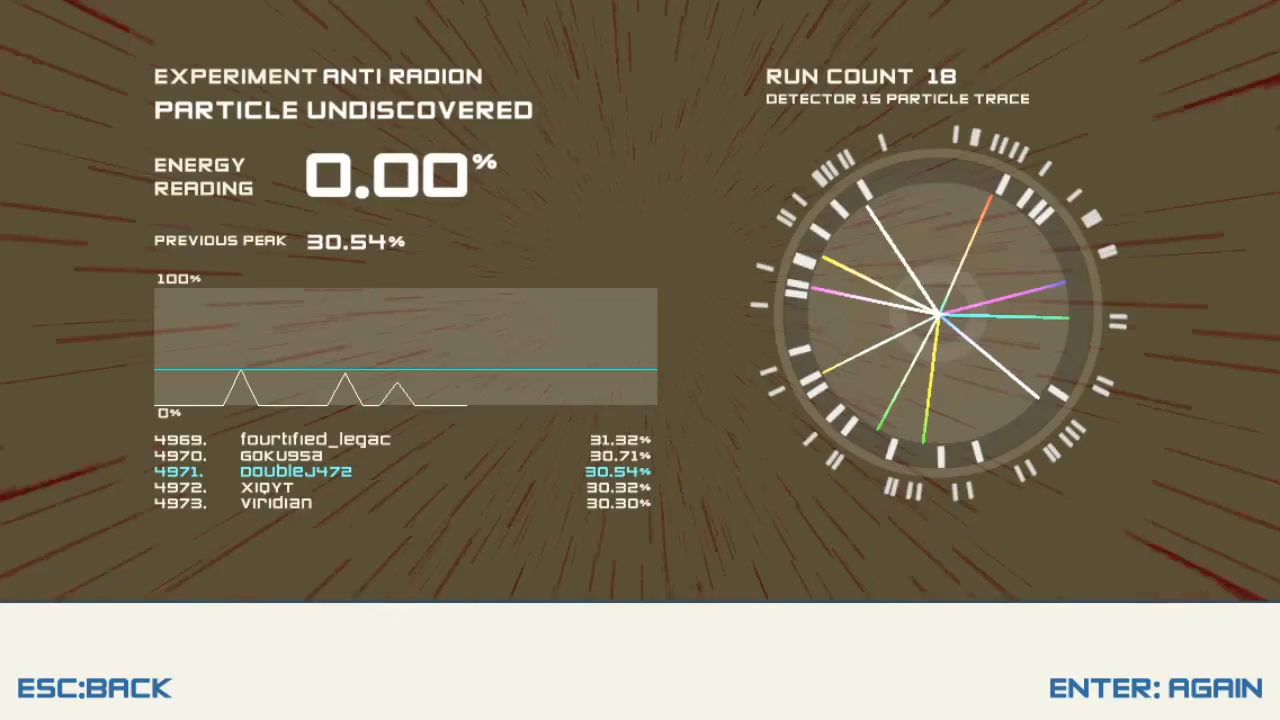 EXPERIMENT ANTI RADION
PARTICLE UNDISCOVERED
ENERGY
READING
0.00%
PREVIOUS PEAK 30.54%
100%
0%
4969. fourtified_legac 31.32%
4970. GOKU95a 30.71%
4971. DoubleJ472 30.54%
4972. XIQYT 30.32%
4973. viridian 30.30%
RUN COUNT 18
DETECTOR 15 PARTICLE TRACE
ESC:BACK
ENTER: AGAIN